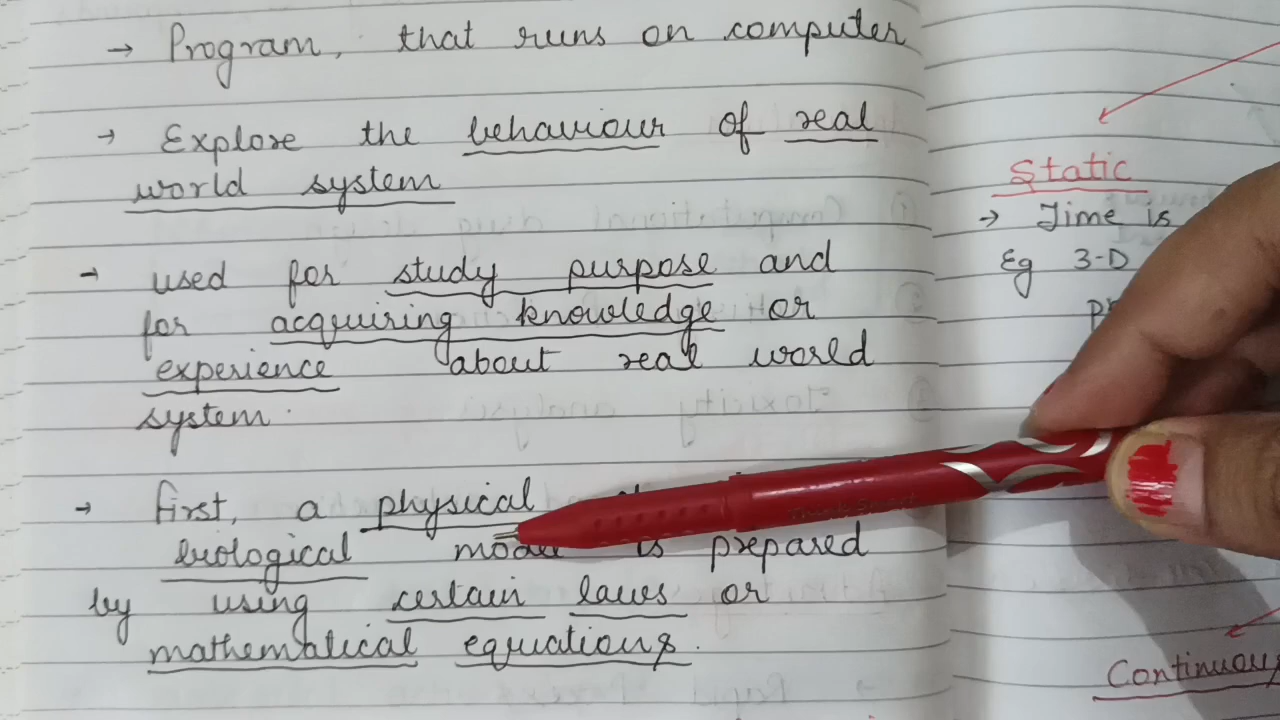 → Program, that runs on computer
→ Explore the behaviour of real
world system
→ used for study purpose and
for acquiring knowledge or
experience about real world
system.
→ first, a physical
biological model is prepared
by using certain laws or
mathematical equations.
Static
→ Time is
Eg 3-D
Continuous